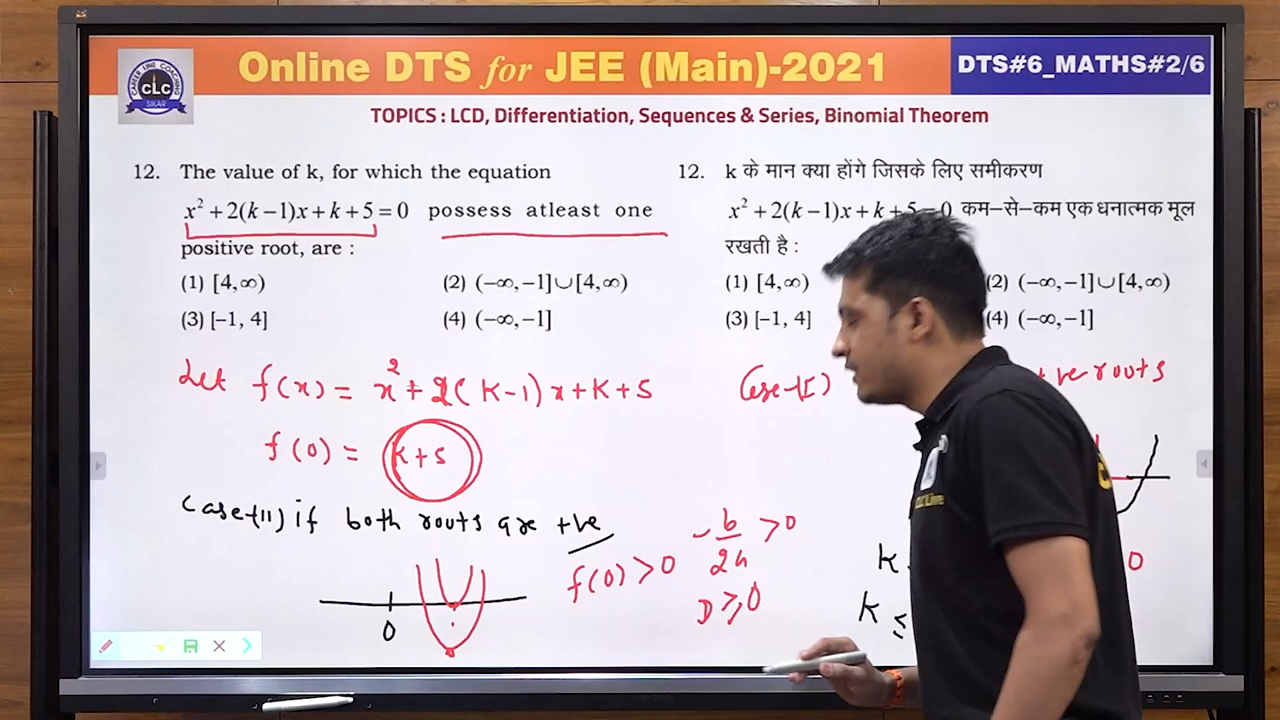 Online DTS for JEE (Main)-2021
DTS#6_MATHS#2/6
CAREER LINE COACHING
CLC
SIKAR
TOPICS : LCD, Differentiation, Sequences & Series, Binomial Theorem
12. The value of k, for which the equation
x² + 2(k−1)x + k + 5 = 0 possess atleast one
positive root, are :
(1) [4,∞) (2) (−∞,−1]∪[4,∞)
(3) [−1, 4] (4) (−∞,−1]
12. k के मान क्या होंगे जिसके लिए समीकरण
x² + 2(k−1)x + k + 5 = 0 कम–से–कम एक धनात्मक मूल
रखती है :
(1) [4,∞) (2) (−∞,−1]∪[4,∞)
(3) [−1, 4] (4) (−∞,−1]
Let f(x) = x² + 2(k-1)x+k+5
f(0) = k+5
Case-(II) if both roots are +ve
f(0) >0 -b/2a >0
D≥0
0
Case-(I)
+ve roots
k
0
k ≤